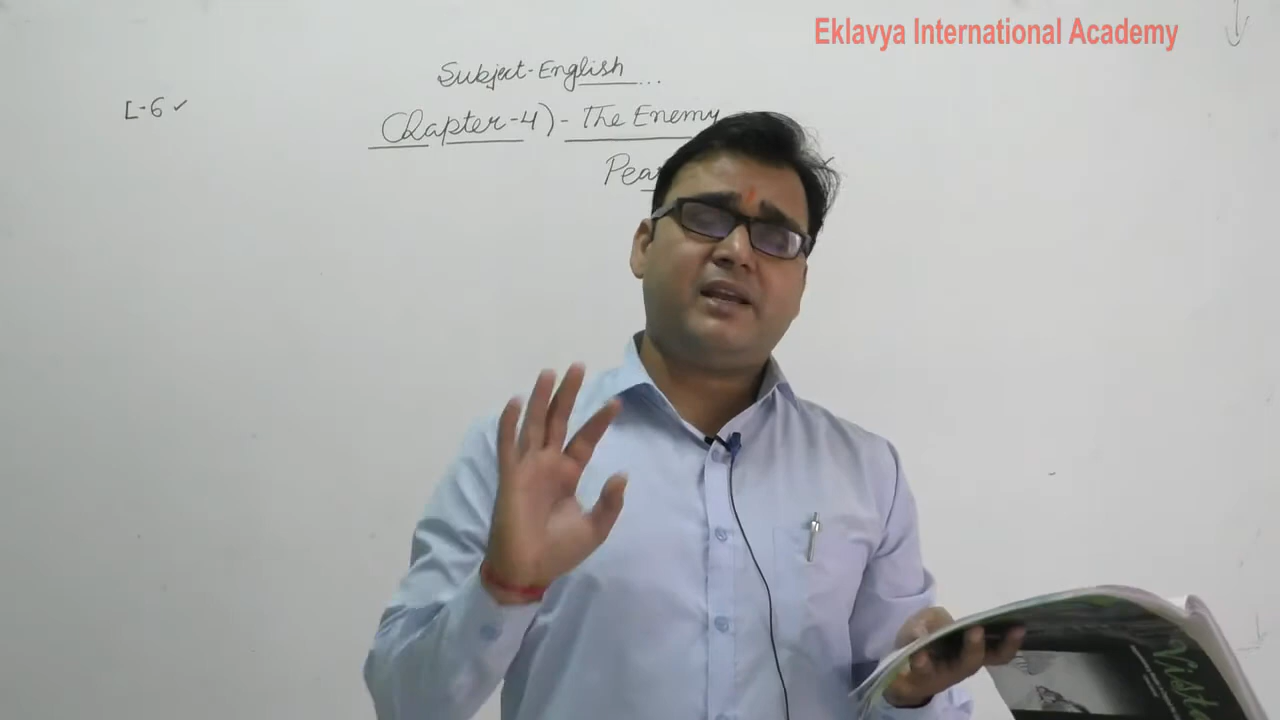 Eklavya International Academy
Subject-English...
L-6 ✓
Chapter-4)- The Enemy